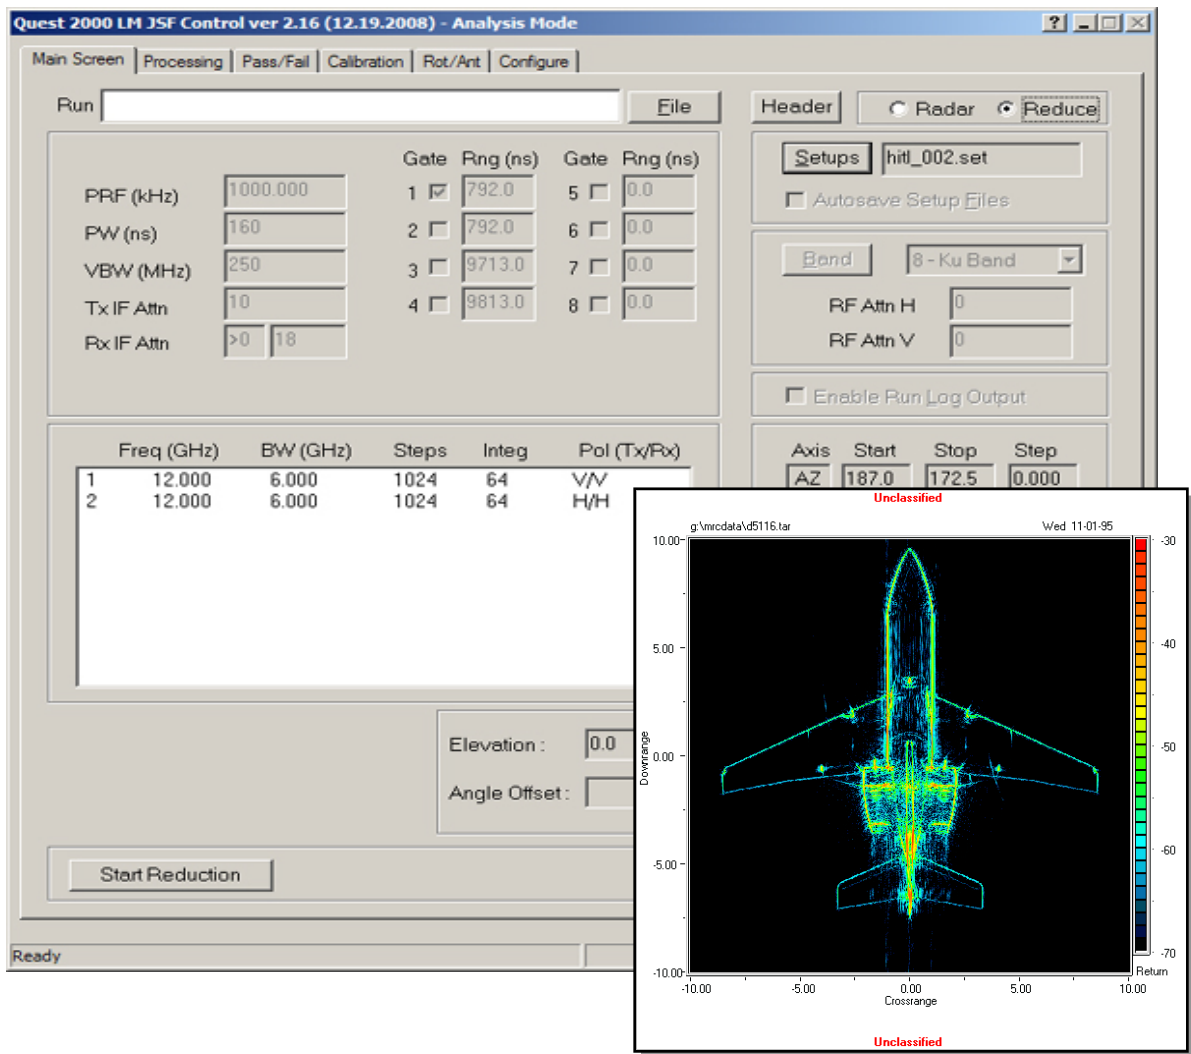 Quest 2000 LM JSF Control ver 2.16 (12.19.2008) - Analysis Mode
Main Screen Processing Pass/Fail Calibration Rot/Ant Configure
Run File Header Radar Reduce
Setups hitl_002.set
Autosave Setup Files
Gate Rng (ns) Gate Rng (ns)
PRF (kHz) 1000.000 1 792.0 5 0.0
PW (ns) 160 2 792.0 6 0.0
VBW (MHz) 250 3 9713.0 7 0.0
Tx IF Attn 10 4 9813.0 8 0.0
Rx IF Attn >0 18
Band 8 - Ku Band
RF Attn H 0
RF Attn V 0
Enable Run Log Output
Freq (GHz) BW (GHz) Steps Integ Pol (Tx/Rx)
1 12.000 6.000 1024 64 V/V
2 12.000 6.000 1024 64 H/H
Axis Start Stop Step
AZ 187.0 172.5 0.000
Elevation : 0.0
Angle Offset :
Start Reduction
Ready
Unclassified
g:\mrcdata\d5116.tar Wed 11-01-95
10.00
5.00
0.00
-5.00
-10.00
Downrange
-10.00 -5.00 0.00 5.00 10.00
Crossrange
-30
-40
-50
-60
-70
Return
Unclassified